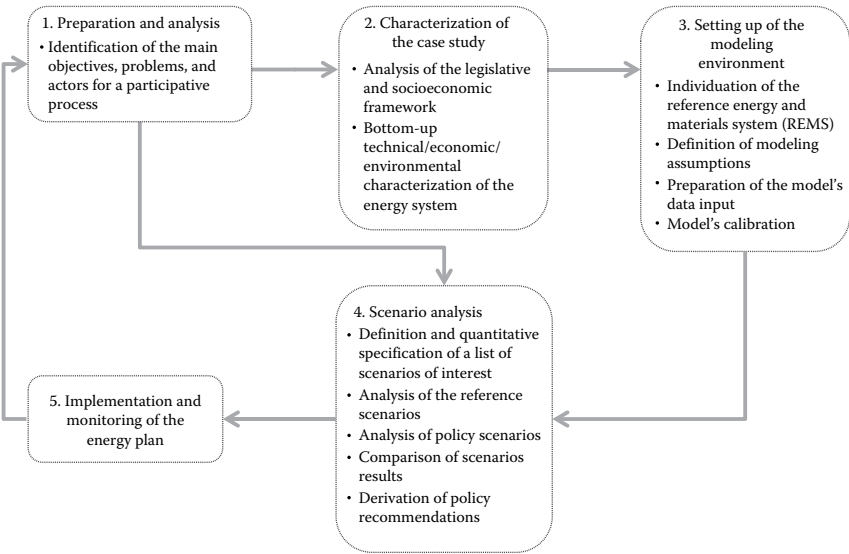 1. Preparation and analysis
• Identification of the main
objectives, problems, and
actors for a participative
process
2. Characterization of
the case study
• Analysis of the legislative
and socioeconomic
framework
• Bottom-up
technical/economic/
environmental
characterization of the
energy system
3. Setting up of the
modeling
environment
• Individuation of the
reference energy and
materials system (REMS)
• Definition of modeling
assumptions
• Preparation of the model’s
data input
• Model’s calibration
4. Scenario analysis
• Definition and quantitative
specification of a list of
scenarios of interest
• Analysis of the reference
scenarios
• Analysis of policy scenarios
• Comparison of scenarios
results
• Derivation of policy
recommendations
5. Implementation and
monitoring of the
energy plan